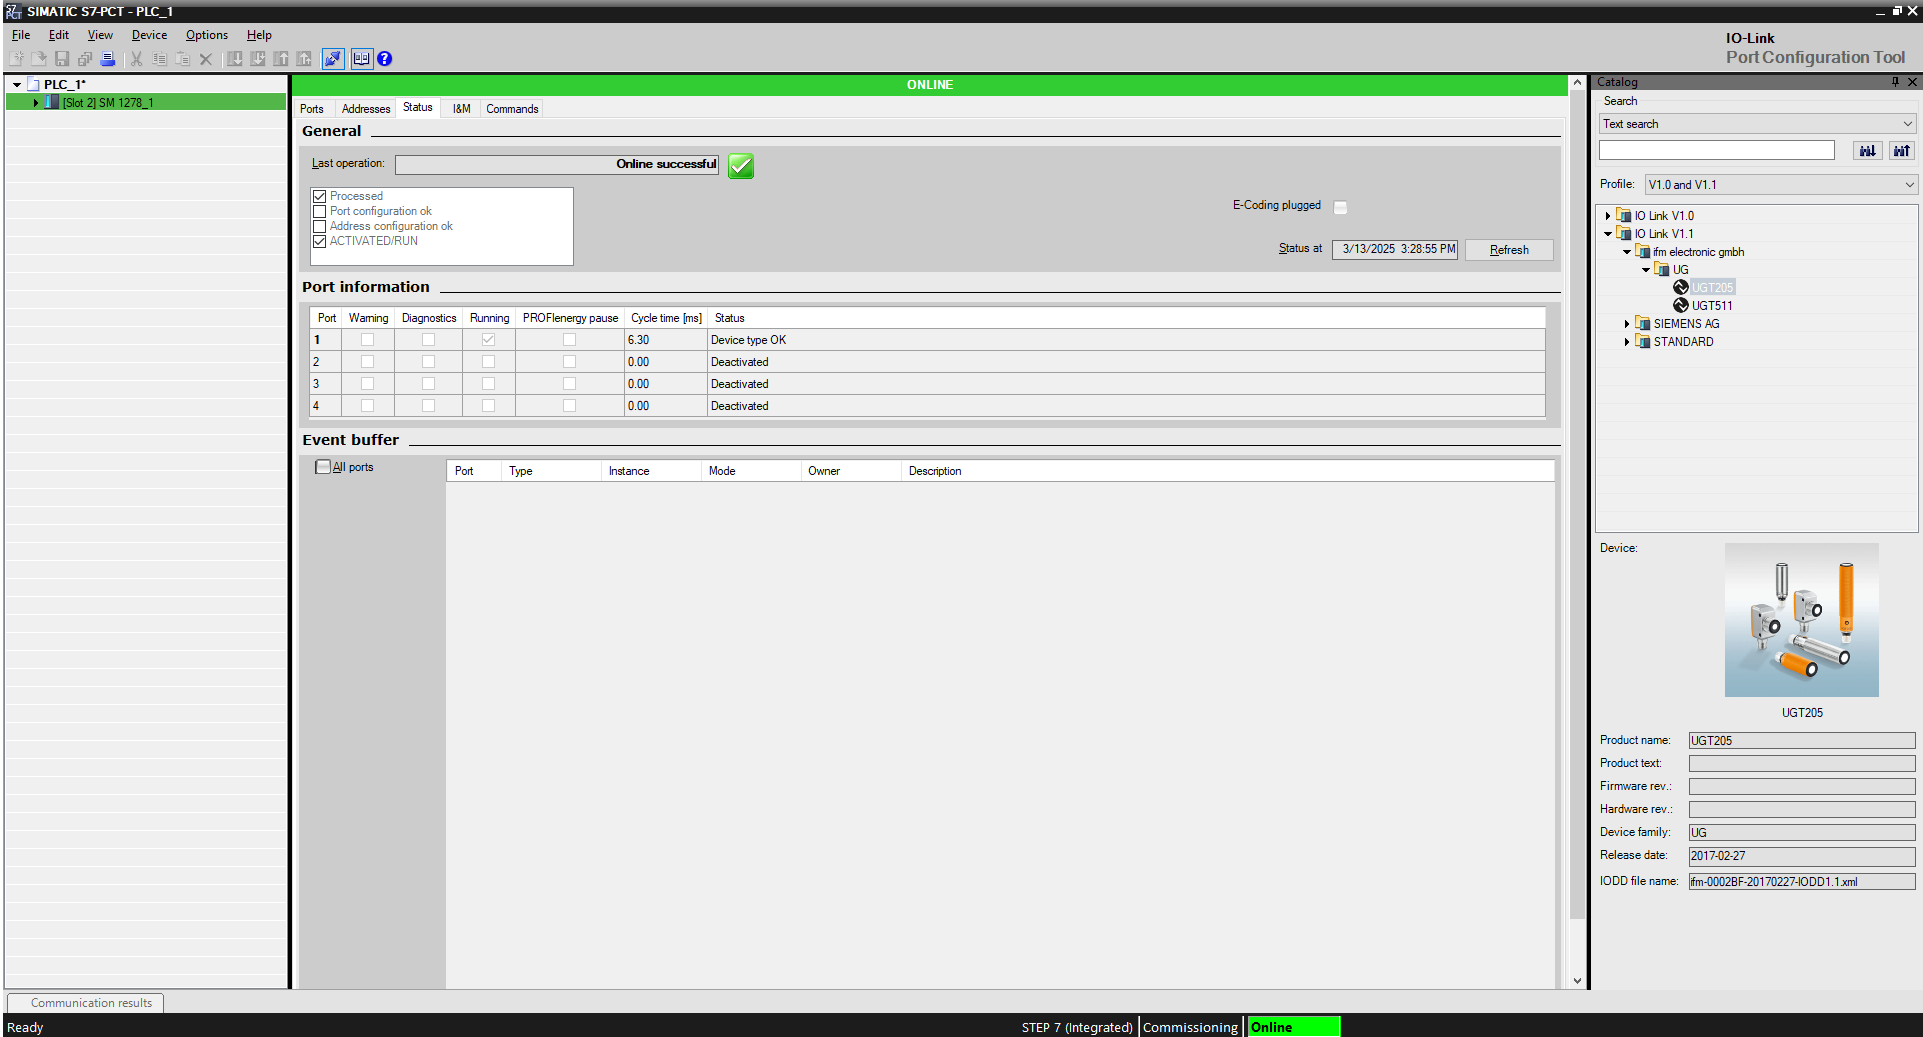 S7
PCT
SIMATIC S7-PCT - PLC_1
File Edit View Device Options Help
IO-Link
Port Configuration Tool
PLC_1*
[Slot 2] SM 1278_1
ONLINE
Ports Addresses Status I&M Commands
General
Last operation: Online successful
Processed
Port configuration ok
Address configuration ok
ACTIVATED/RUN
E-Coding plugged
Status at 3/13/2025 3:28:55 PM Refresh
Port information
Port Warning Diagnostics Running PROFIenergy pause Cycle time [ms] Status
1 6.30 Device type OK
2 0.00 Deactivated
3 0.00 Deactivated
4 0.00 Deactivated
Event buffer
All ports
Port Type Instance Mode Owner Description
Catalog
Search
Text search
Profile: V1.0 and V1.1
IO Link V1.0
IO Link V1.1
ifm electronic gmbh
UG
UGT205
UGT511
SIEMENS AG
STANDARD
Device:
UGT205
Product name: UGT205
Product text:
Firmware rev.:
Hardware rev.:
Device family: UG
Release date: 2017-02-27
IODD file name: ifm-0002BF-20170227-IODD1.1.xml
Communication results
Ready STEP 7 (Integrated) Commissioning Online